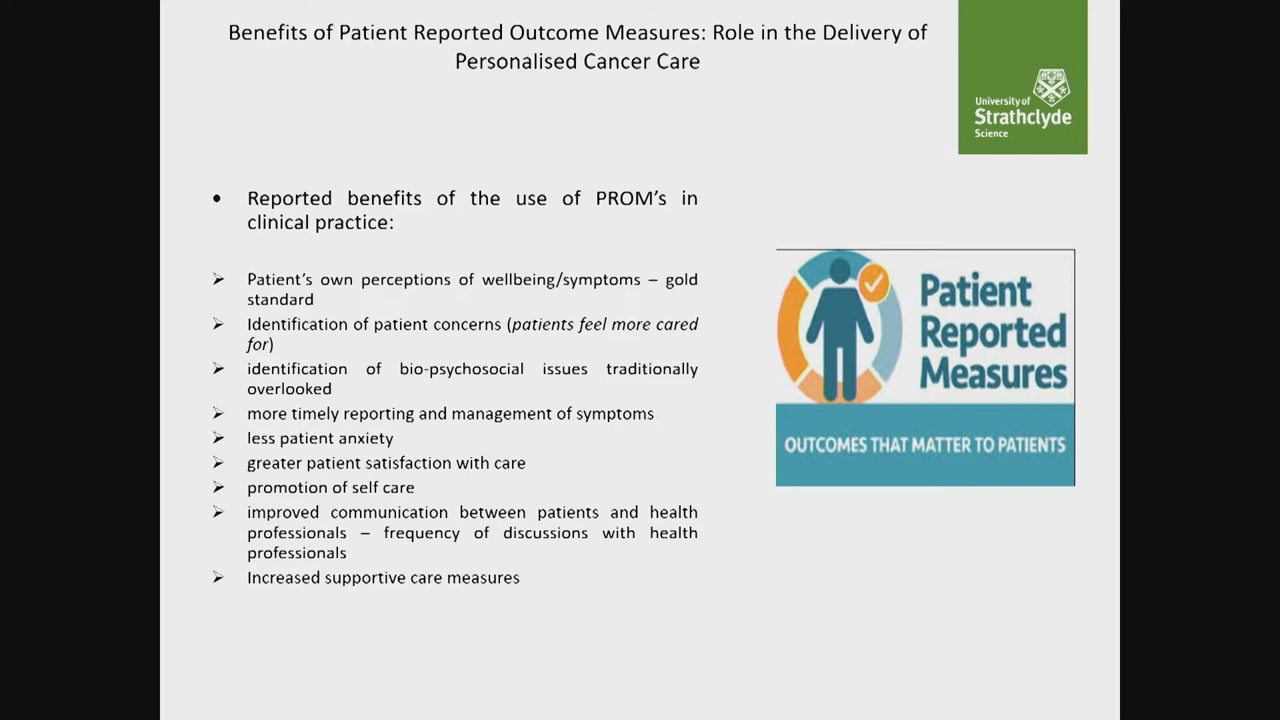 Benefits of Patient Reported Outcome Measures: Role in the Delivery of
Personalised Cancer Care
University of
Strathclyde
Science
• Reported benefits of the use of PROM’s in
clinical practice:
➢ Patient’s own perceptions of wellbeing/symptoms – gold
standard
➢ Identification of patient concerns (patients feel more cared
for)
➢ identification of bio-psychosocial issues traditionally
overlooked
➢ more timely reporting and management of symptoms
➢ less patient anxiety
➢ greater patient satisfaction with care
➢ promotion of self care
➢ improved communication between patients and health
professionals – frequency of discussions with health
professionals
➢ Increased supportive care measures
Patient
Reported
Measures
OUTCOMES THAT MATTER TO PATIENTS